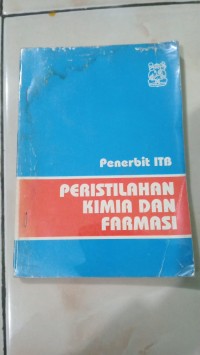 Penerbit ITB
PERISTILAHAN
KIMIA DAN
FARMASI